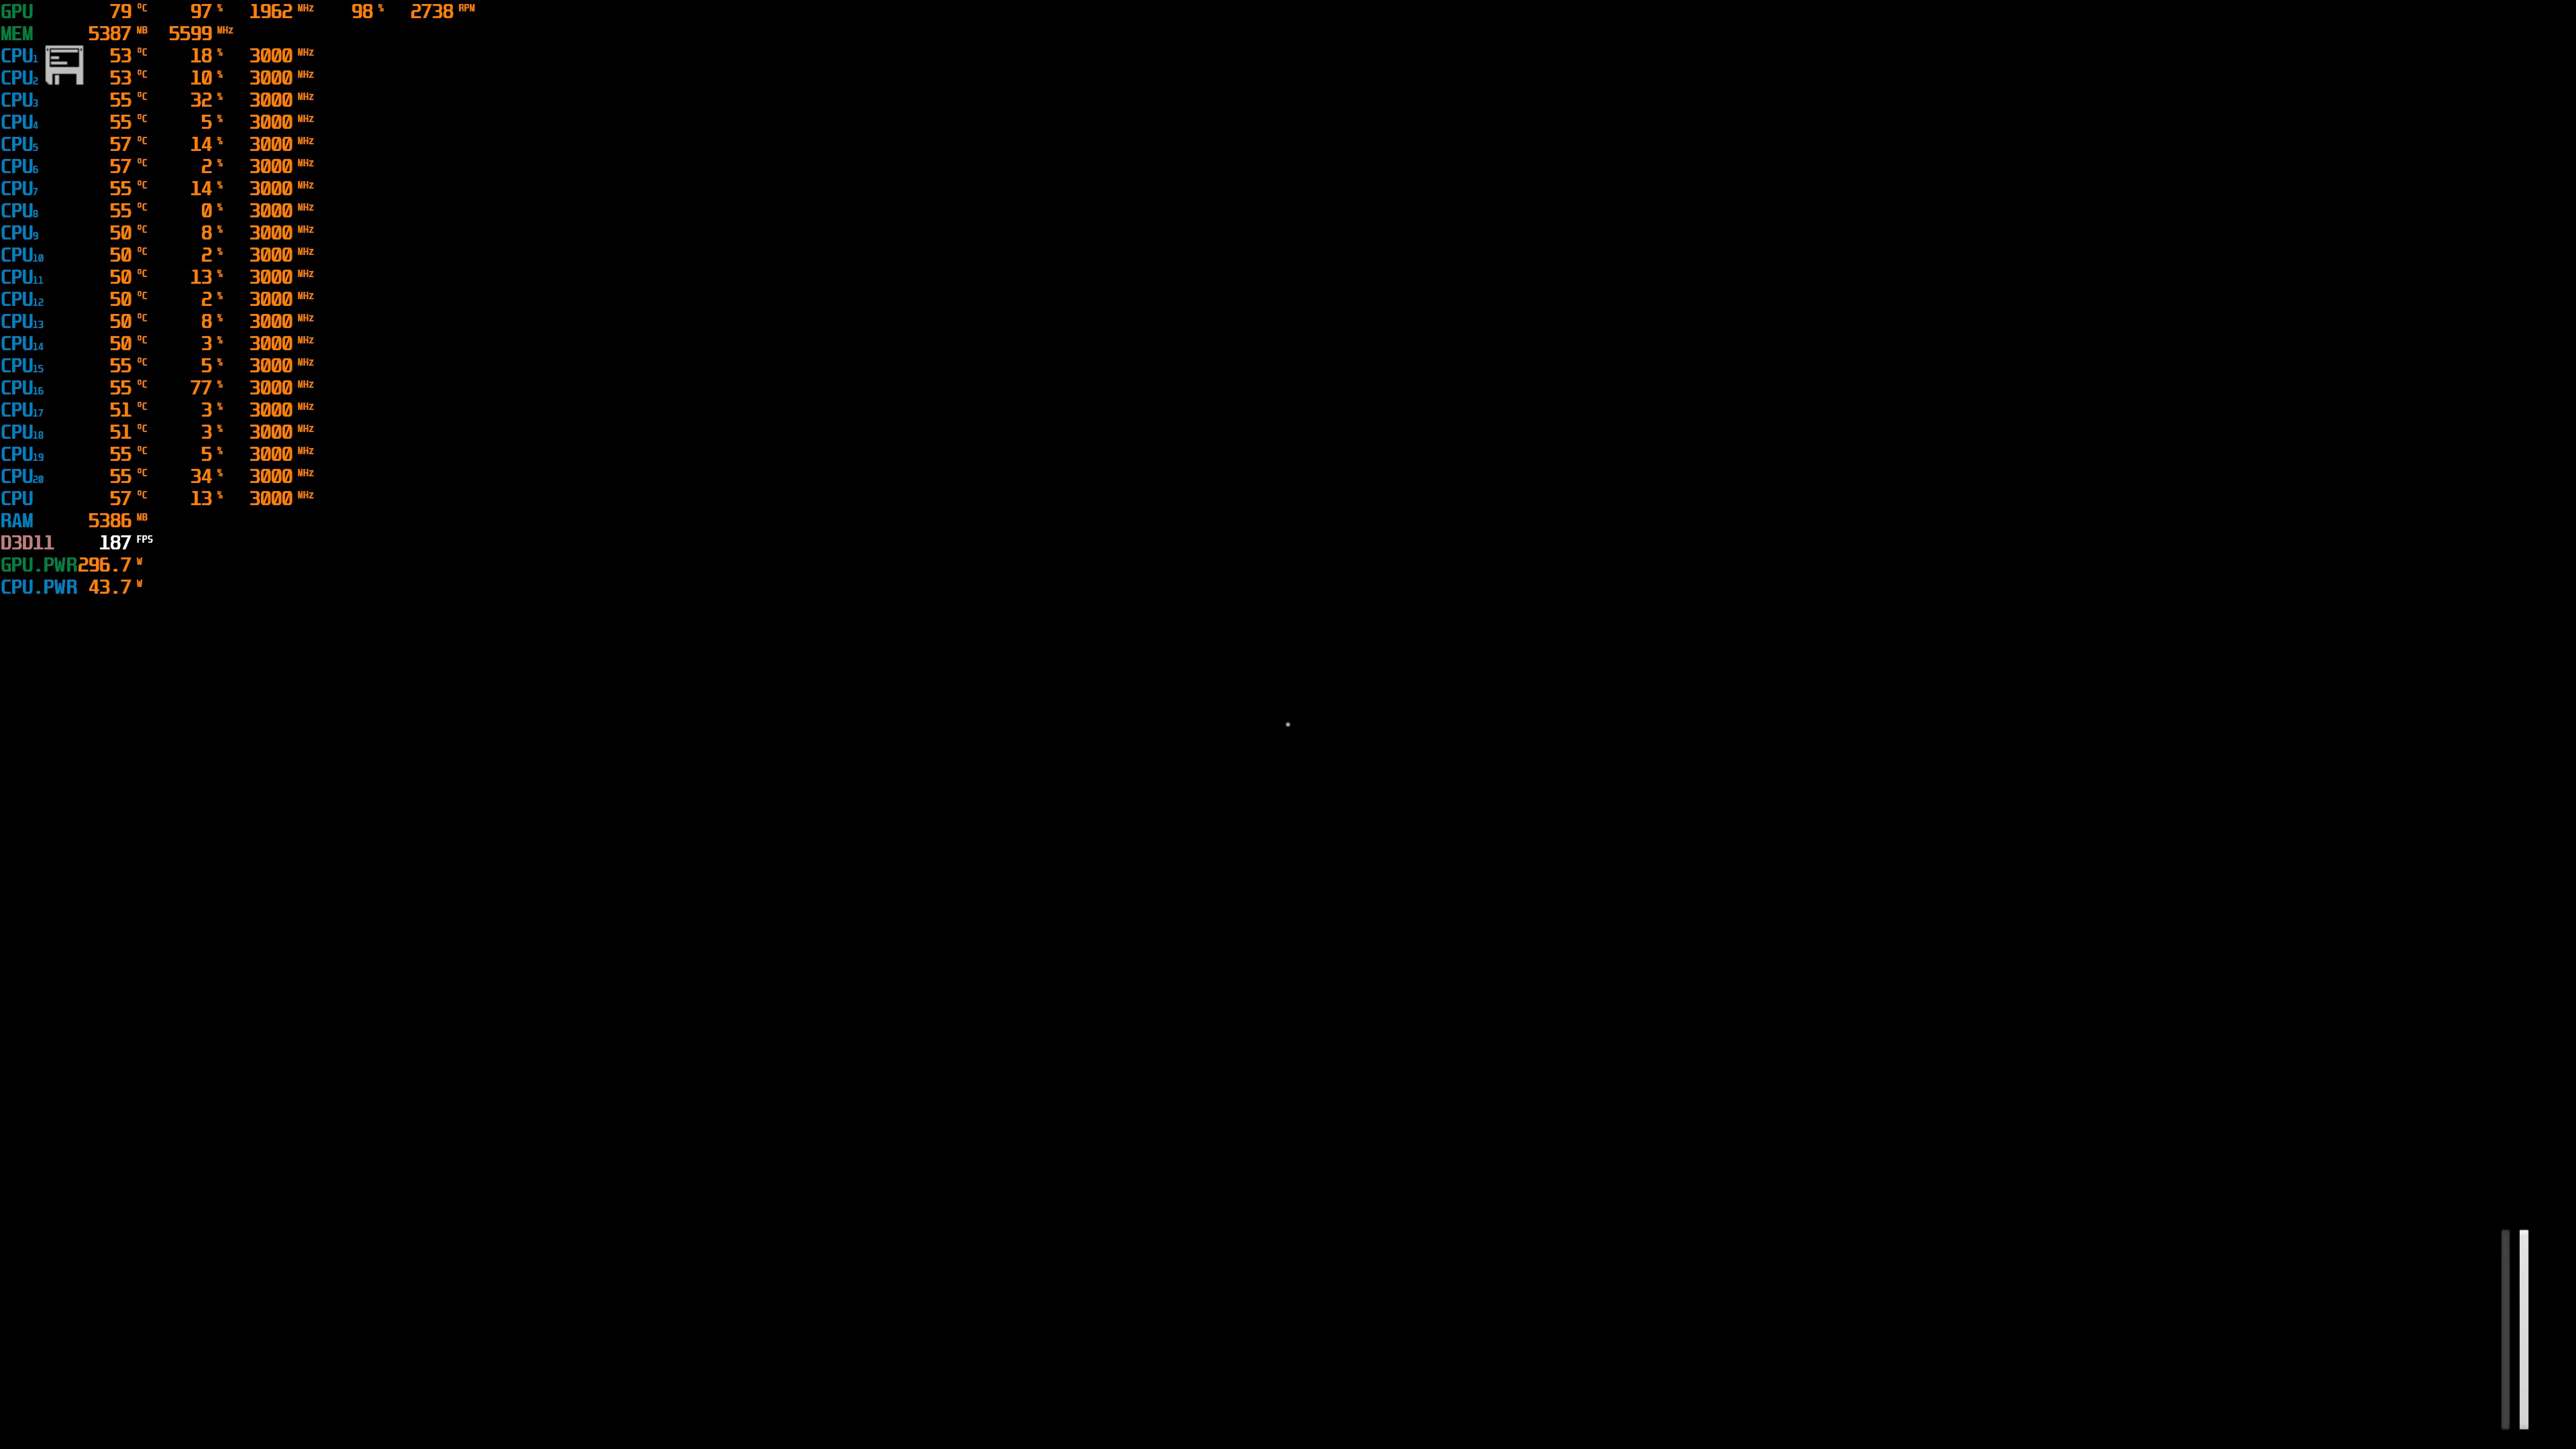 GPU 79 °C 97 % 1962 MHz 98 % 2738 RPM
MEM 5387 MB 5599 MHz
CPU1 53 °C 18 % 3000 MHz
CPU2 53 °C 10 % 3000 MHz
CPU3 55 °C 32 % 3000 MHz
CPU4 55 °C 5 % 3000 MHz
CPU5 57 °C 14 % 3000 MHz
CPU6 57 °C 2 % 3000 MHz
CPU7 55 °C 14 % 3000 MHz
CPU8 55 °C 0 % 3000 MHz
CPU9 50 °C 8 % 3000 MHz
CPU10 50 °C 2 % 3000 MHz
CPU11 50 °C 13 % 3000 MHz
CPU12 50 °C 2 % 3000 MHz
CPU13 50 °C 8 % 3000 MHz
CPU14 50 °C 3 % 3000 MHz
CPU15 55 °C 5 % 3000 MHz
CPU16 55 °C 77 % 3000 MHz
CPU17 51 °C 3 % 3000 MHz
CPU18 51 °C 3 % 3000 MHz
CPU19 55 °C 5 % 3000 MHz
CPU20 55 °C 34 % 3000 MHz
CPU 57 °C 13 % 3000 MHz
RAM 5386 MB
D3D11 187 FPS
GPU.PWR 296.7 W
CPU.PWR 43.7 W